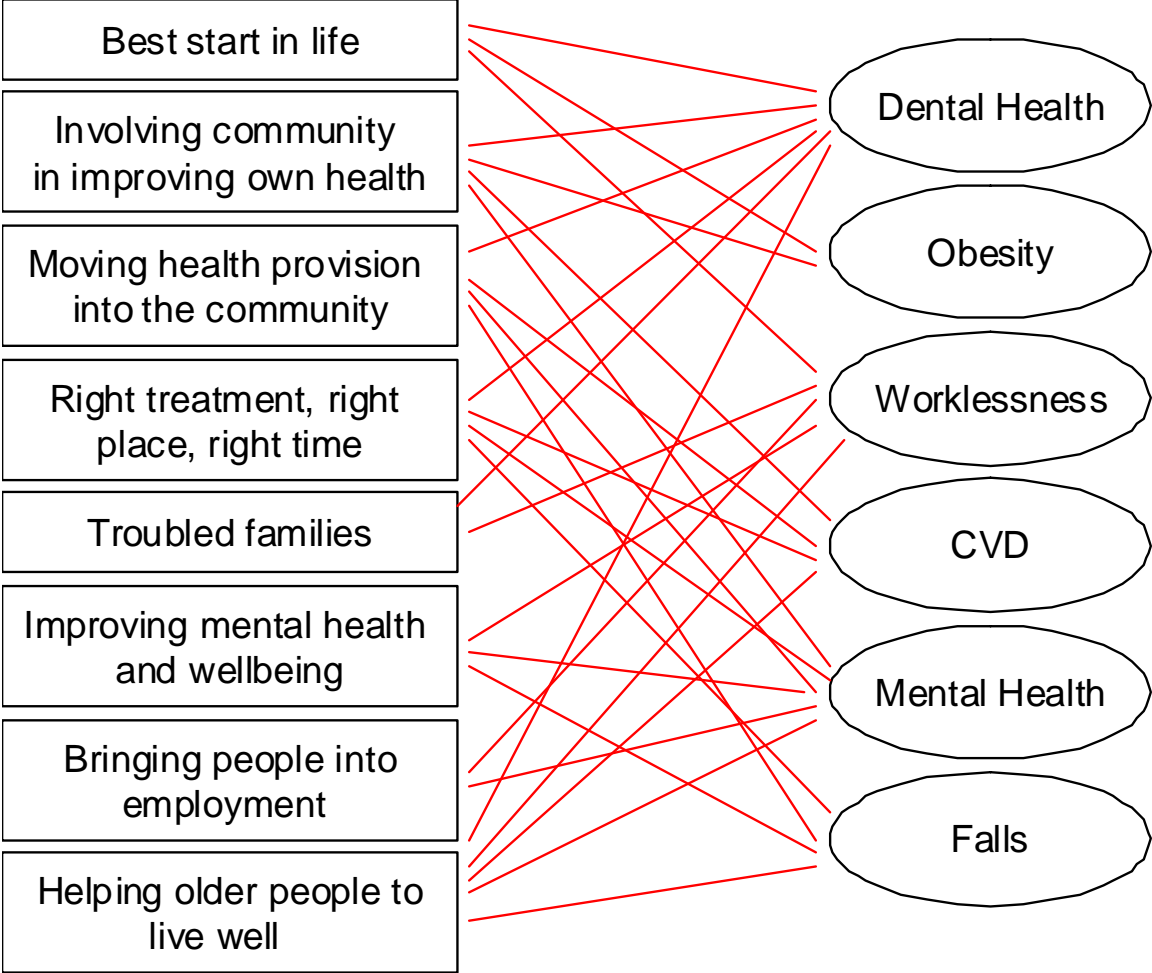 Best start in life
Involving community
in improving own health
Moving health provision
into the community
Right treatment, right
place, right time
Troubled families
Improving mental health
and wellbeing
Bringing people into
employment
Helping older people to
live well
Dental Health
Obesity
Worklessness
CVD
Mental Health
Falls